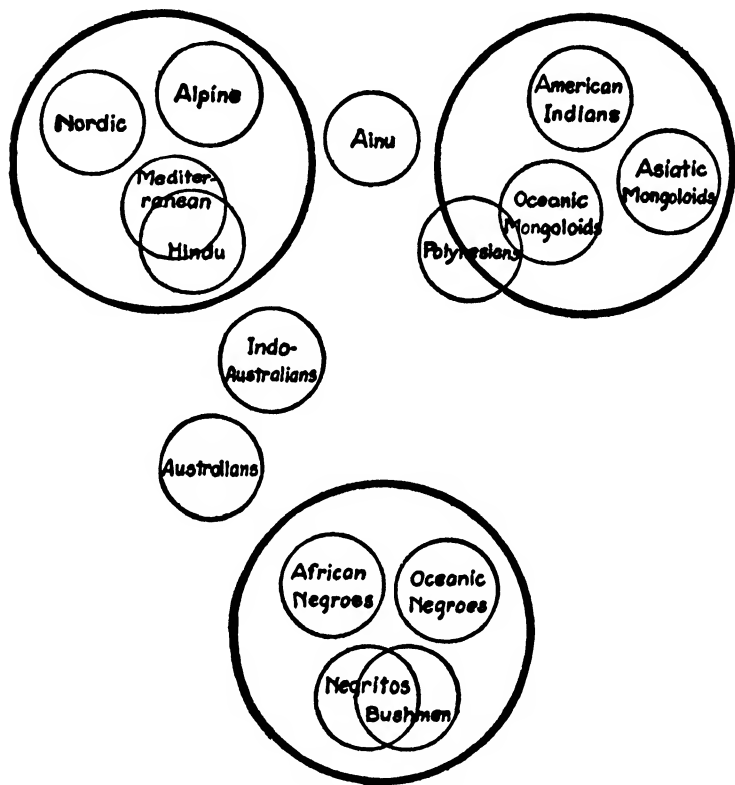 Nordic
Alpine
Mediter-
ranean
Hindu
Ainu
American
Indians
Asiatic
Mongoloids
Oceanic
Mongoloids
Polynesians
Indo-
Australians
Australians
African
Negroes
Oceanic
Negroes
Negritos
Bushmen